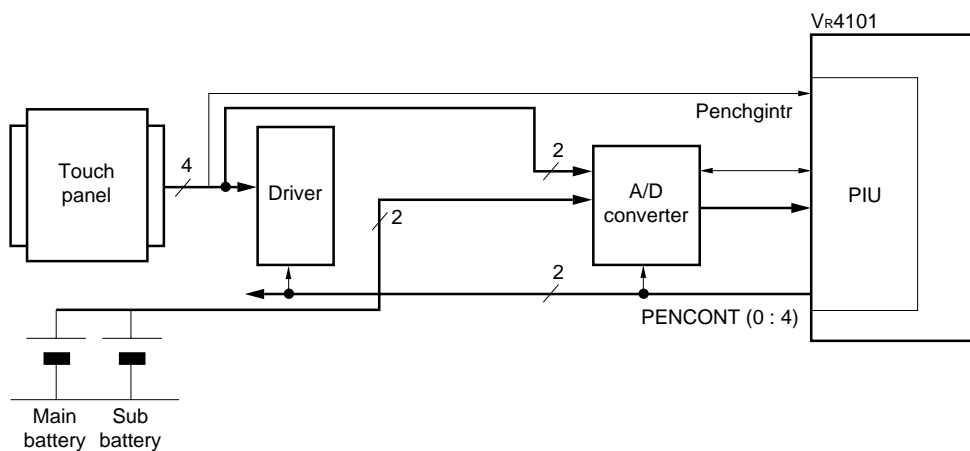 VR4101
Penchgintr
Touch
panel
4
2
Driver
A/D
converter
PIU
2
2
PENCONT (0 : 4)
Main
battery
Sub
battery